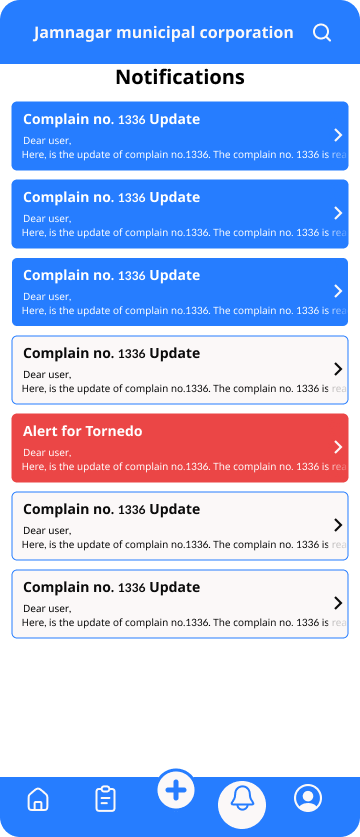 Jamnagar municipal corporation
Notifications
Complain no. 1336 Update
Dear user,
Here, is the update of complain no.1336. The complain no. 1336 is rea
Complain no. 1336 Update
Dear user,
Here, is the update of complain no.1336. The complain no. 1336 is rea
Complain no. 1336 Update
Dear user,
Here, is the update of complain no.1336. The complain no. 1336 is rea
Complain no. 1336 Update
Dear user,
Here, is the update of complain no.1336. The complain no. 1336 is rea
Alert for Tornedo
Dear user,
Here, is the update of complain no.1336. The complain no. 1336 is rea
Complain no. 1336 Update
Dear user,
Here, is the update of complain no.1336. The complain no. 1336 is rea
Complain no. 1336 Update
Dear user,
Here, is the update of complain no.1336. The complain no. 1336 is rea